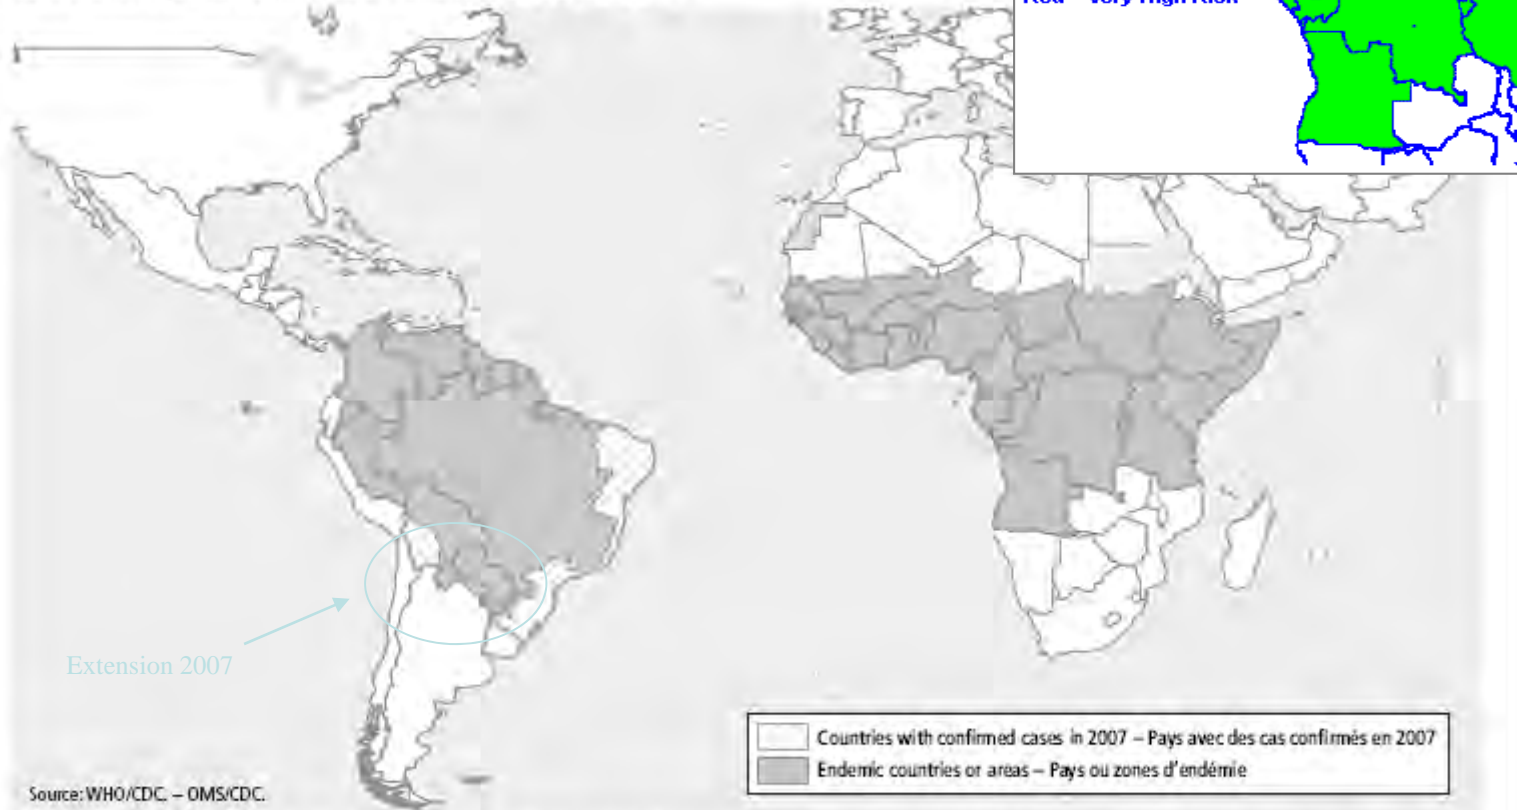 Extension 2007
Countries with confirmed cases in 2007 – Pays avec des cas confirmés en 2007
Endemic countries or areas – Pays ou zones d'endémie
Source: WHO/CDC. – OMS/CDC.